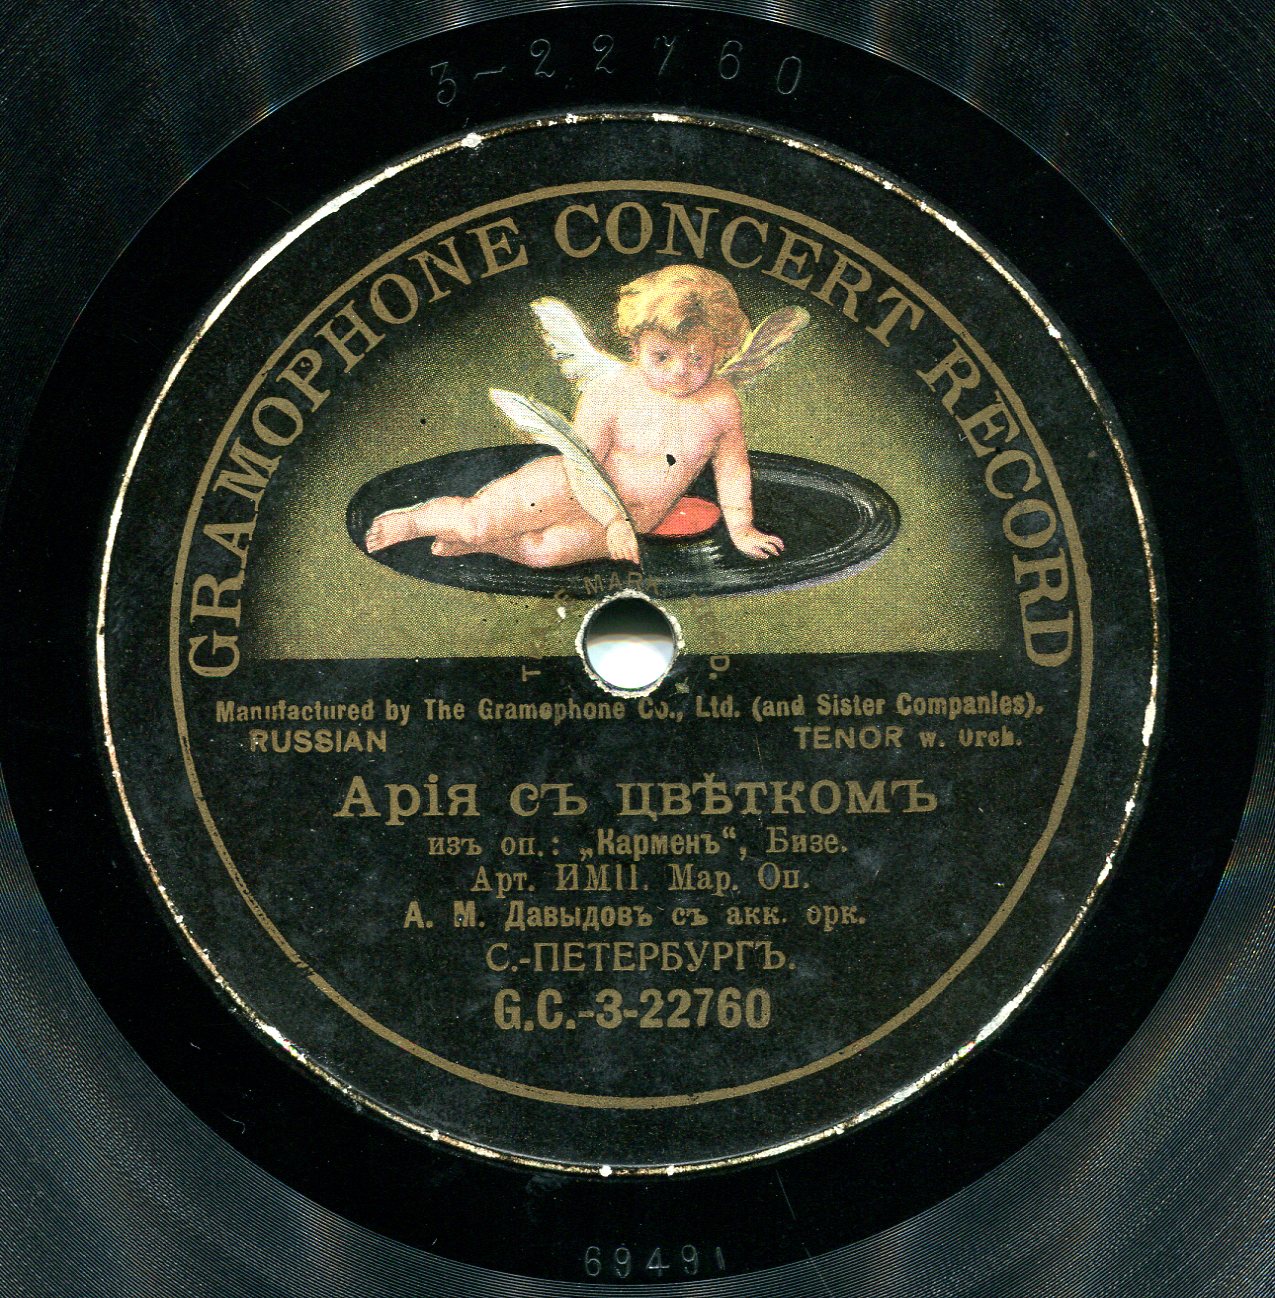 3-22760
GRAMOPHONE CONCERT RECORD
Manufactured by The Gramophone Co., Ltd. (and Sister Companies).
RUSSIAN TENOR w. Orch.
Арія съ цвѣткомъ
изъ оп.: „Карменъ“, Бизе.
Арт. ИМП. Мар. Оп.
А. М. Давыдовъ съ акк. орк.
С.-ПЕТЕРБУРГЪ.
G.C.-3-22760
69491